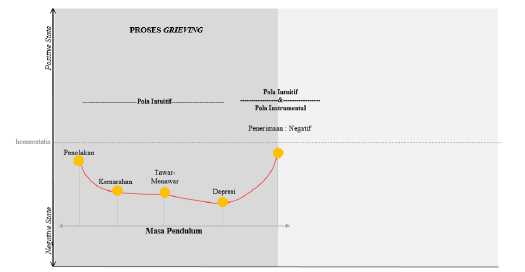 PROSES GRIEVING
Positive State
Pola Intuitif
Pola Intuitif
&
Pola Instrumental
Penerimaan : Negatif
homeostatis
Penolakan
Kemarahan
Tawar-
Menawar
Depresi
Negative State
Masa Pendulum